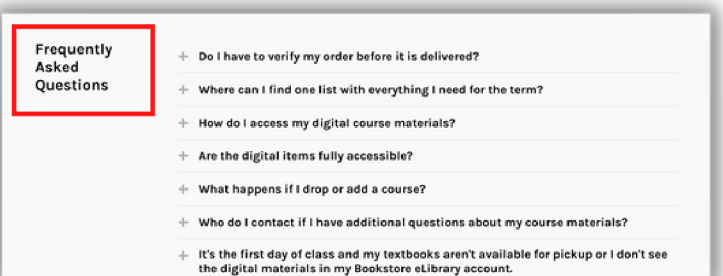 Frequently
Asked
Questions
Do I have to verify my order before it is delivered?
Where can I find one list with everything I need for the term?
How do I access my digital course materials?
Are the digital items fully accessible?
What happens if I drop or add a course?
Who do I contact if I have additional questions about my course materials?
It's the first day of class and my textbooks aren't available for pickup or I don't see
the digital materials in my Bookstore eLibrary account.